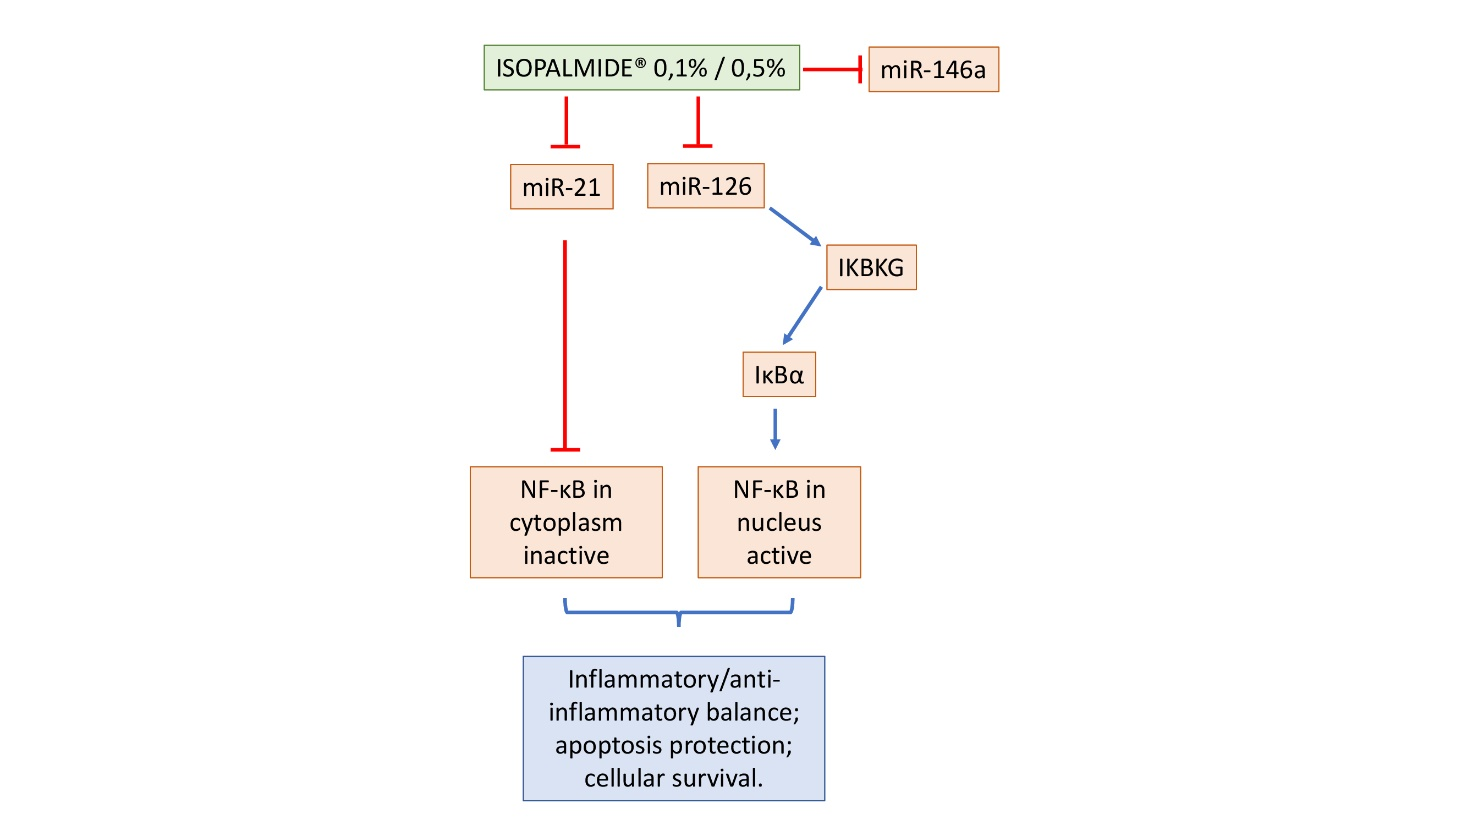 ISOPALMIDE® 0,1% / 0,5%
miR-146a
miR-21
miR-126
IKBKG
IκBα
NF-κB in
cytoplasm
inactive
NF-κB in
nucleus
active
Inflammatory/anti-
inflammatory balance;
apoptosis protection;
cellular survival.